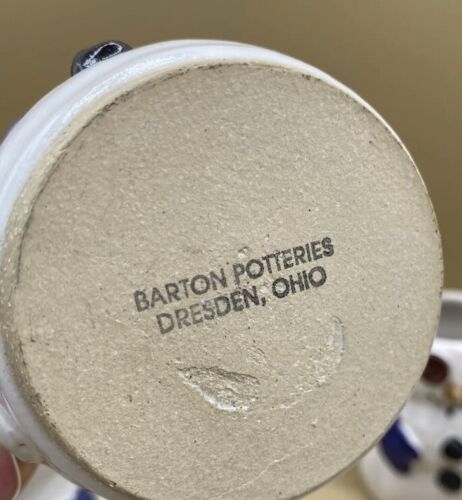 BARTON POTTERIES
DRESDEN, OHIO